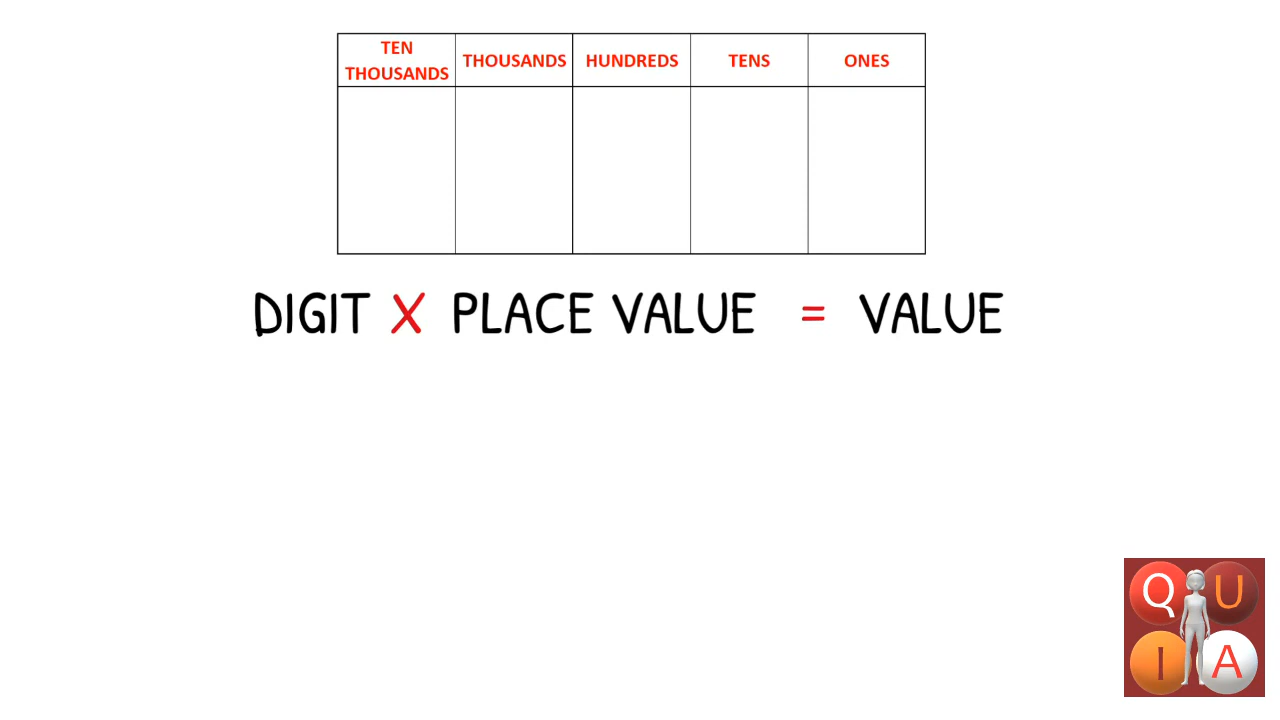 TEN
THOUSANDS
THOUSANDS
HUNDREDS
TENS
ONES
DIGIT X PLACE VALUE = VALUE
Q U
I A